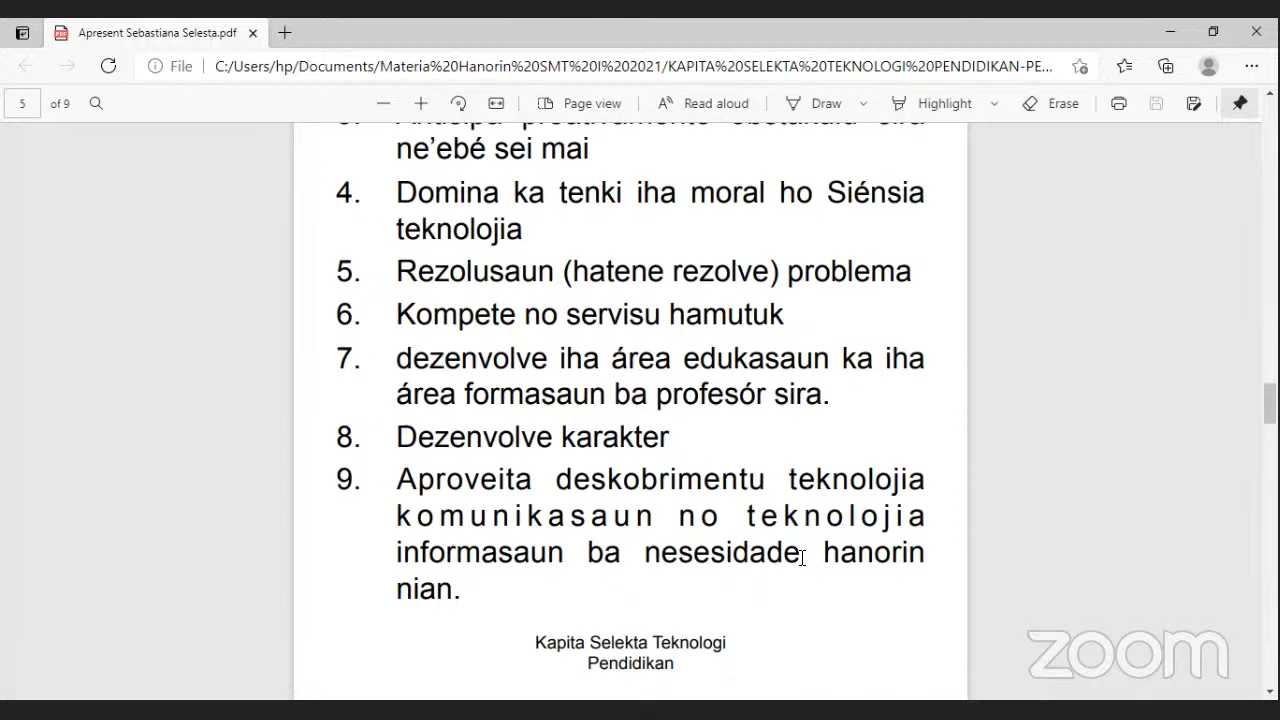 Apresent Sebastiana Selesta.pdf
File C:/Users/hp/Documents/Materia%20Hanorin%20SMT%20I%202021/KAPITA%20SELEKTA%20TEKNOLOGI%20PENDIDIKAN-PE...
5 of 9 Page view Read aloud Draw Highlight Erase
ne’ebé sei mai
4. Domina ka tenki iha moral ho Siénsia
teknolojia
5. Rezolusaun (hatene rezolve) problema
6. Kompete no servisu hamutuk
7. dezenvolve iha área edukasaun ka iha
área formasaun ba profesór sira.
8. Dezenvolve karakter
9. Aproveita deskobrimentu teknolojia
komunikasaun no teknolojia
informasaun ba nesesidade hanorin
nian.
Kapita Selekta Teknologi
Pendidikan
zoom